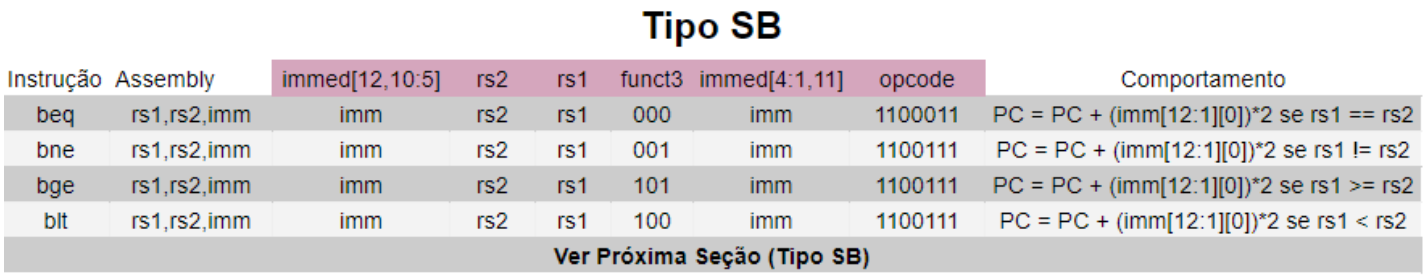 Tipo SB
Instrução Assembly immed[12,10:5] rs2 rs1 funct3 immed[4:1,11] opcode Comportamento
beq rs1,rs2,imm imm rs2 rs1 000 imm 1100011 PC = PC + (imm[12:1][0])*2 se rs1 == rs2
bne rs1,rs2,imm imm rs2 rs1 001 imm 1100111 PC = PC + (imm[12:1][0])*2 se rs1 != rs2
bge rs1,rs2,imm imm rs2 rs1 101 imm 1100111 PC = PC + (imm[12:1][0])*2 se rs1 >= rs2
blt rs1,rs2,imm imm rs2 rs1 100 imm 1100111 PC = PC + (imm[12:1][0])*2 se rs1 < rs2
Ver Próxima Seção (Tipo SB)